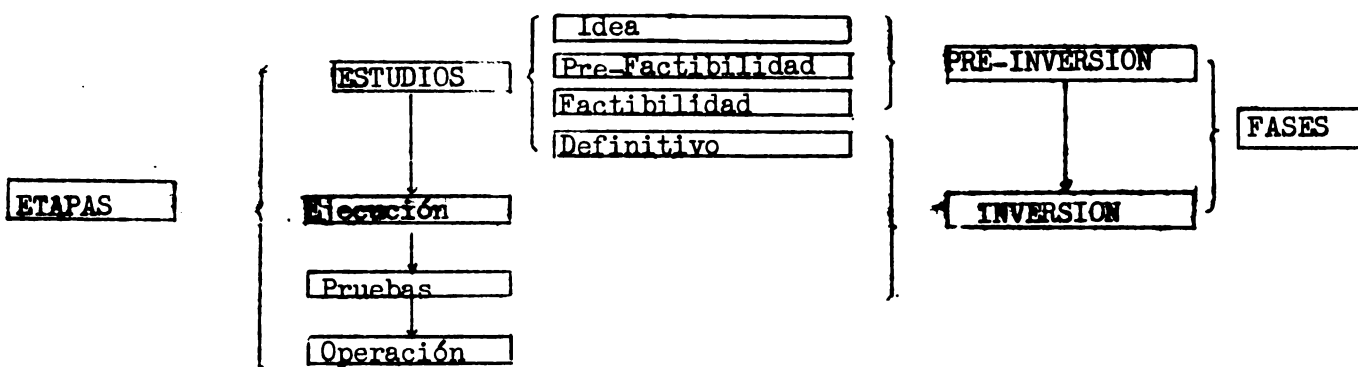 Idea
ESTUDIOS
Pre-Factibilidad
PRE-INVERSION
Factibilidad
FASES
Definitivo
ETAPAS
Ejecución
INVERSION
Pruebas
Operación